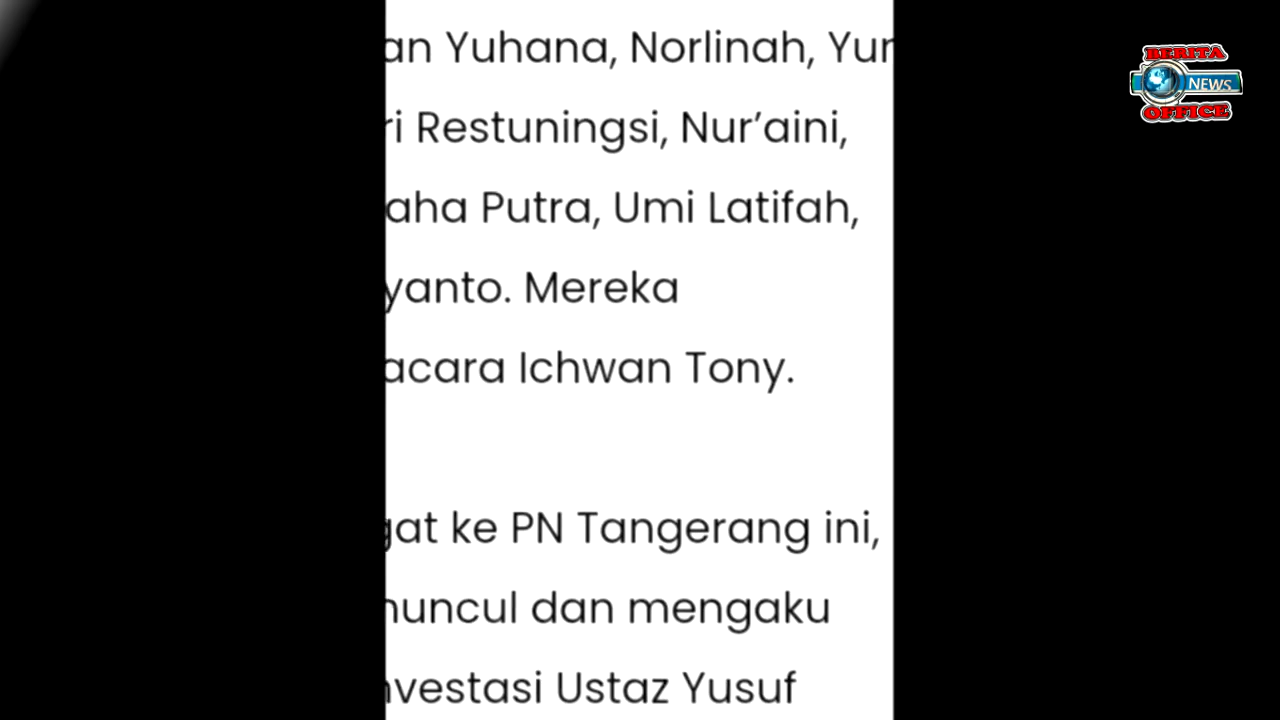 an Yuhana, Norlinah, Yur
ri Restuningsi, Nur’aini,
aha Putra, Umi Latifah,
yanto. Mereka
acara Ichwan Tony.
gat ke PN Tangerang ini,
nuncul dan mengaku
nvestasi Ustaz Yusuf
BERITA
NEWS
OFFICE